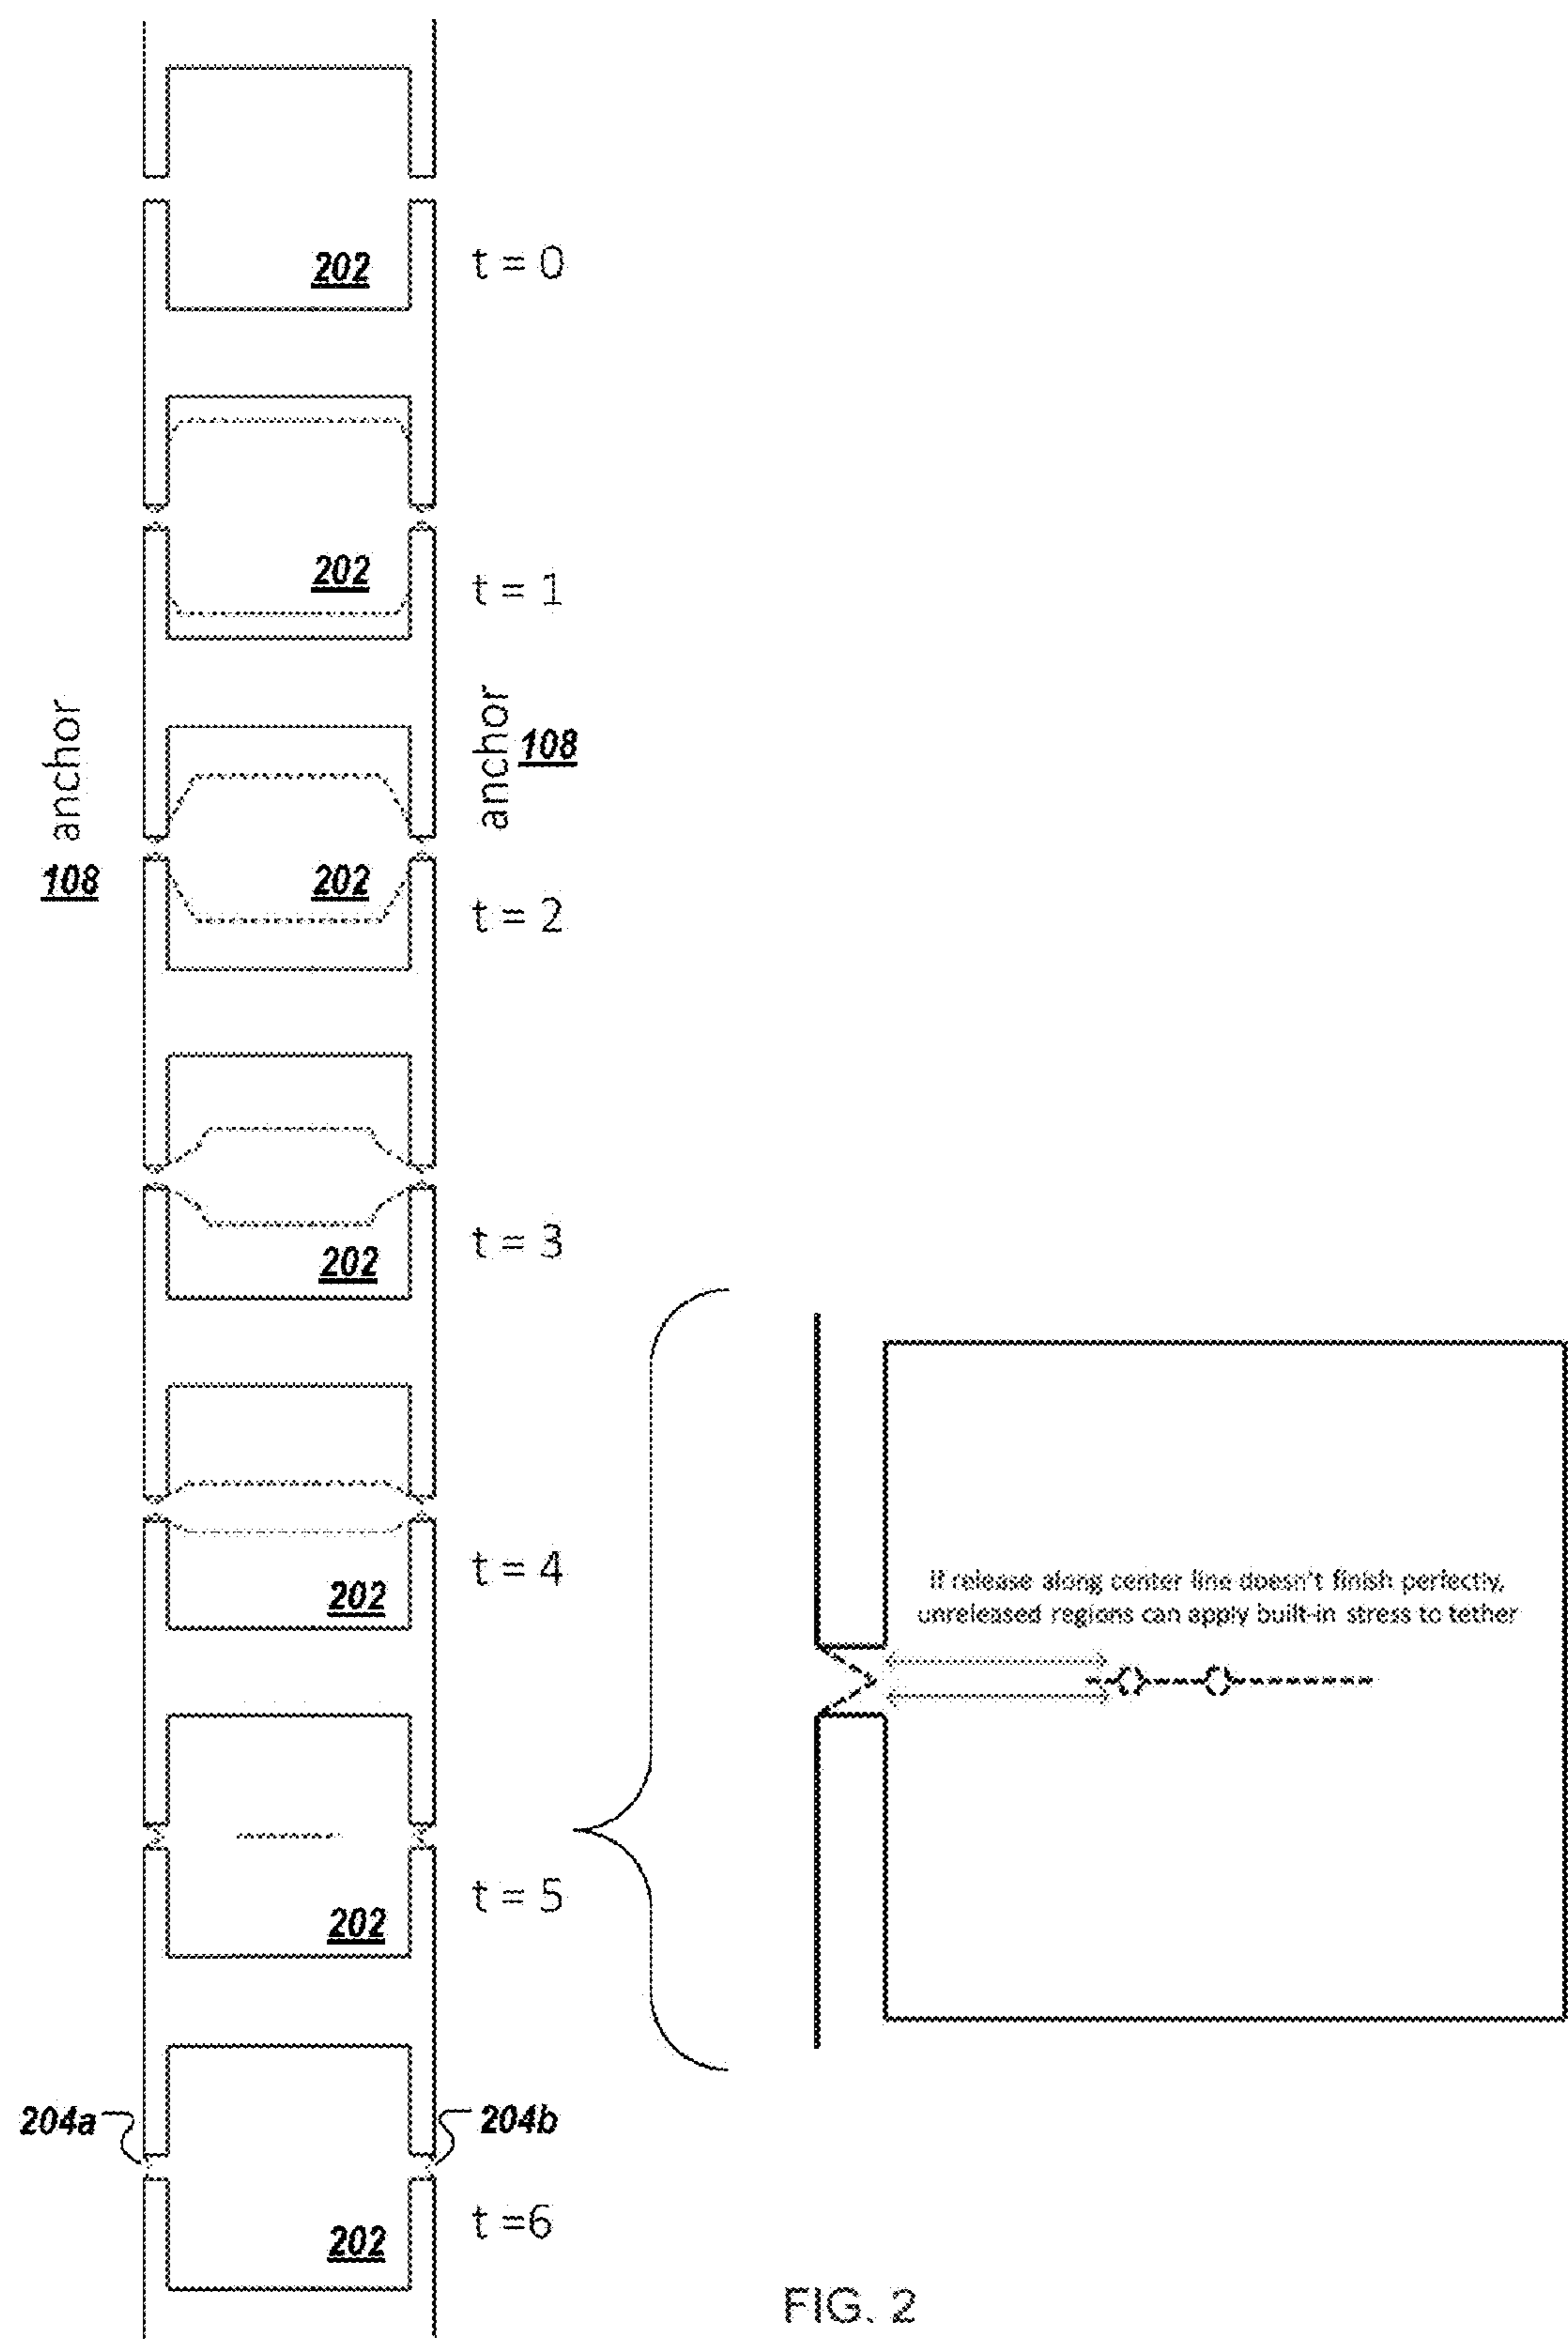 202
t = 0
202
t = 1
anchor
108
anchor
108
202
t = 2
202
t = 3
202
t = 4
If release along center line doesn't finish perfectly,
unreleased regions can apply built-in stress to tether
202
t = 5
204a
204b
202
t =6
FIG. 2